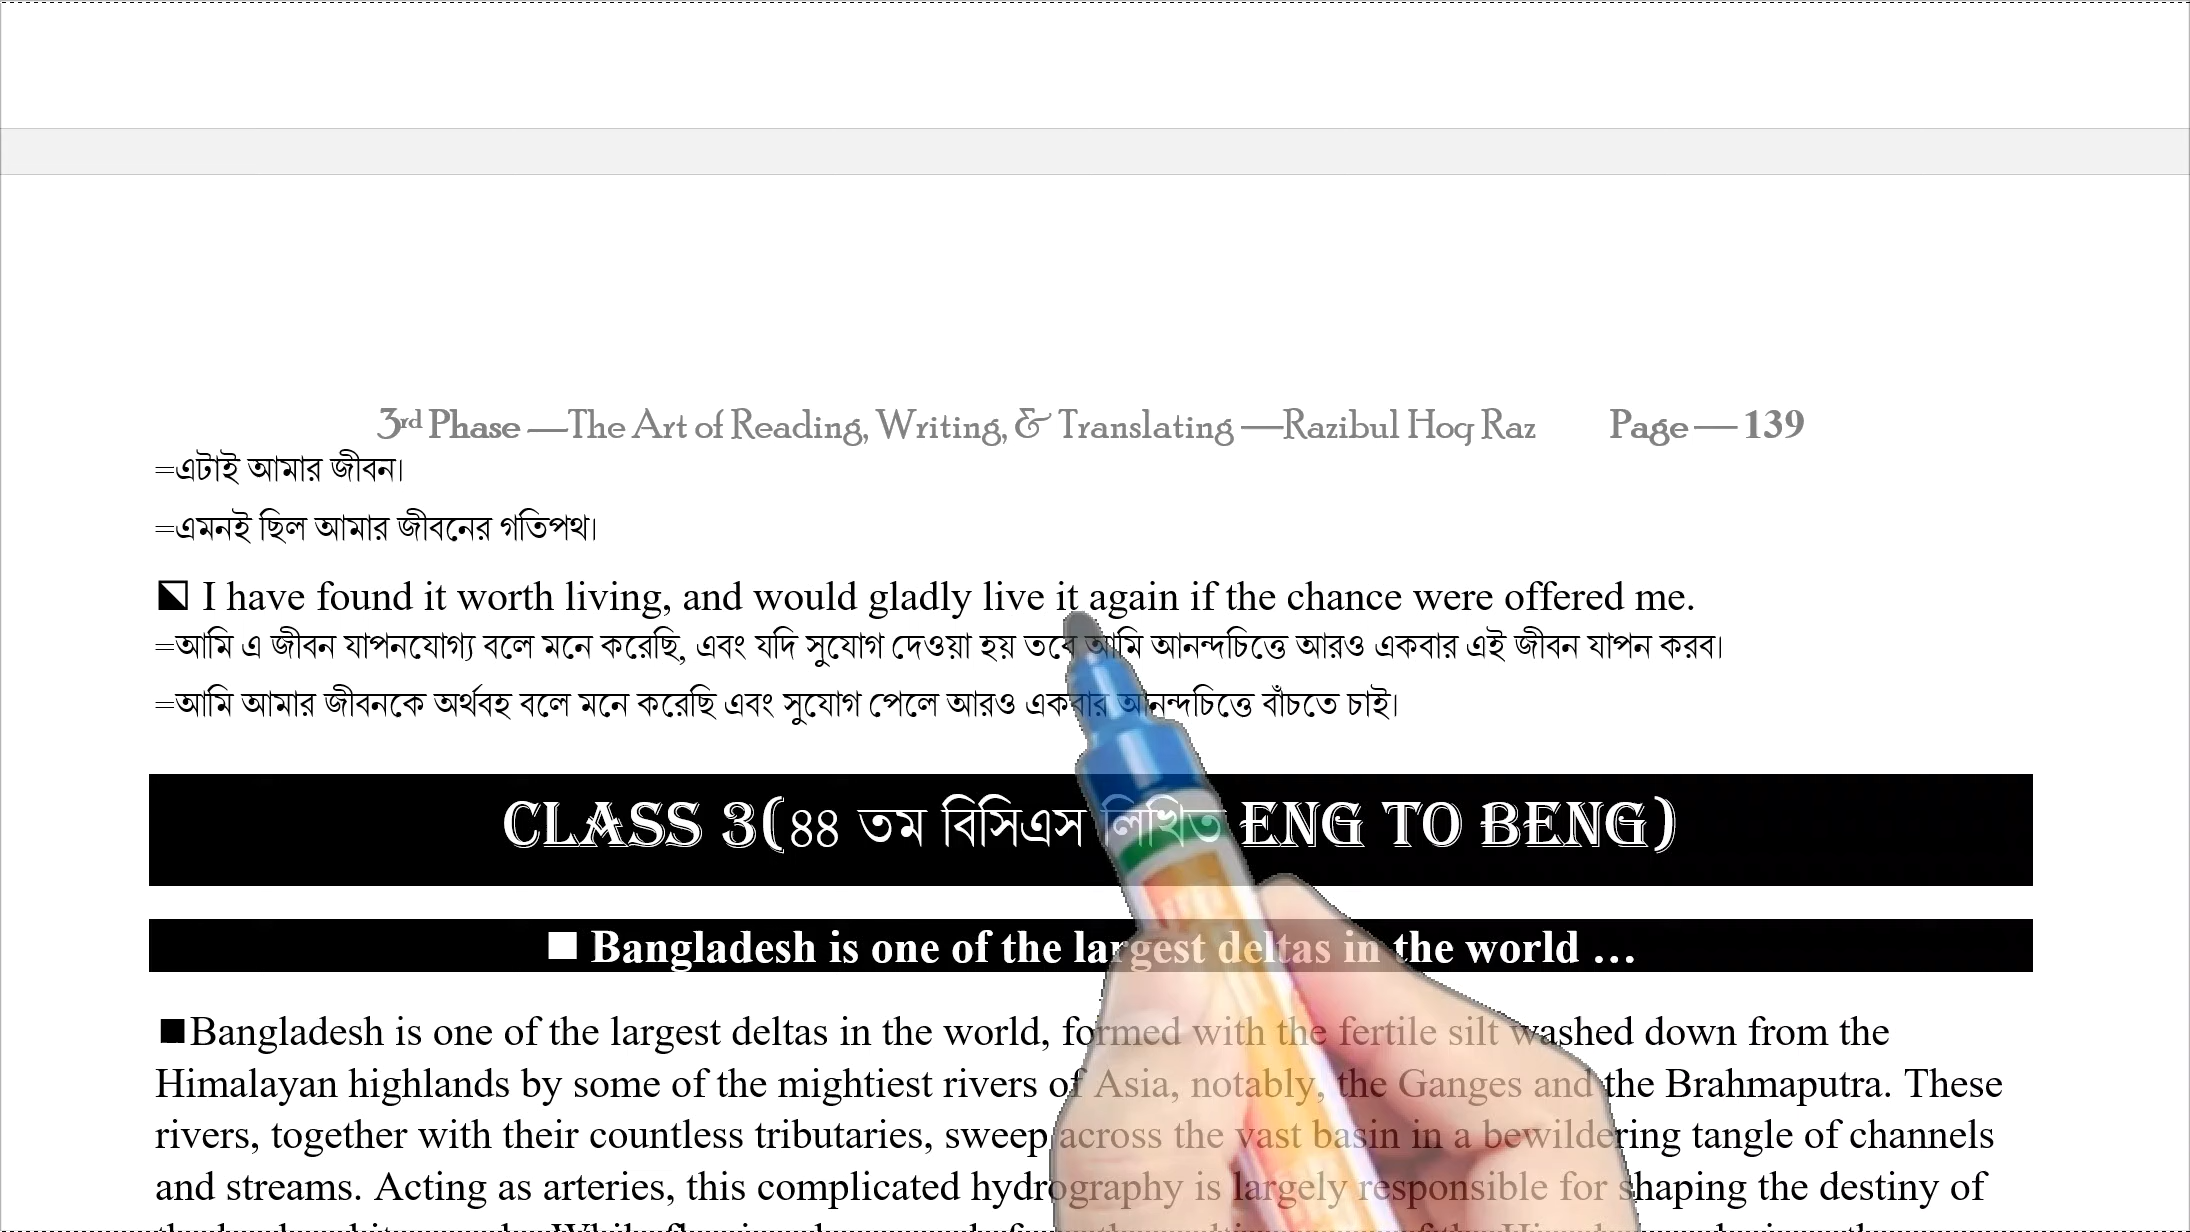 3rd Phase —The Art of Reading, Writing, & Translating —Razibul Hoq Raz Page — 139
=এটাই আমার জীবন।
=এমনই ছিল আমার জীবনের গতিপথ।
I have found it worth living, and would gladly live it again if the chance were offered me.
=আমি এ জীবন যাপনযোগ্য বলে মনে করেছি, এবং যদি সুযোগ দেওয়া হয় তবে আমি আনন্দচিত্তে আরও একবার এই জীবন যাপন করব।
=আমি আমার জীবনকে অর্থবহ বলে মনে করেছি এবং সুযোগ পেলে আরও একবার আনন্দচিত্তে বাঁচতে চাই।
CLASS 3(৪৪ তম বিসিএস লিখিত ENG TO BENG)
■ Bangladesh is one of the largest deltas in the world …
■Bangladesh is one of the largest deltas in the world, formed with the fertile silt washed down from the
Himalayan highlands by some of the mightiest rivers of Asia, notably, the Ganges and the Brahmaputra. These
rivers, together with their countless tributaries, sweep across the vast basin in a bewildering tangle of channels
and streams. Acting as arteries, this complicated hydrography is largely responsible for shaping the destiny of